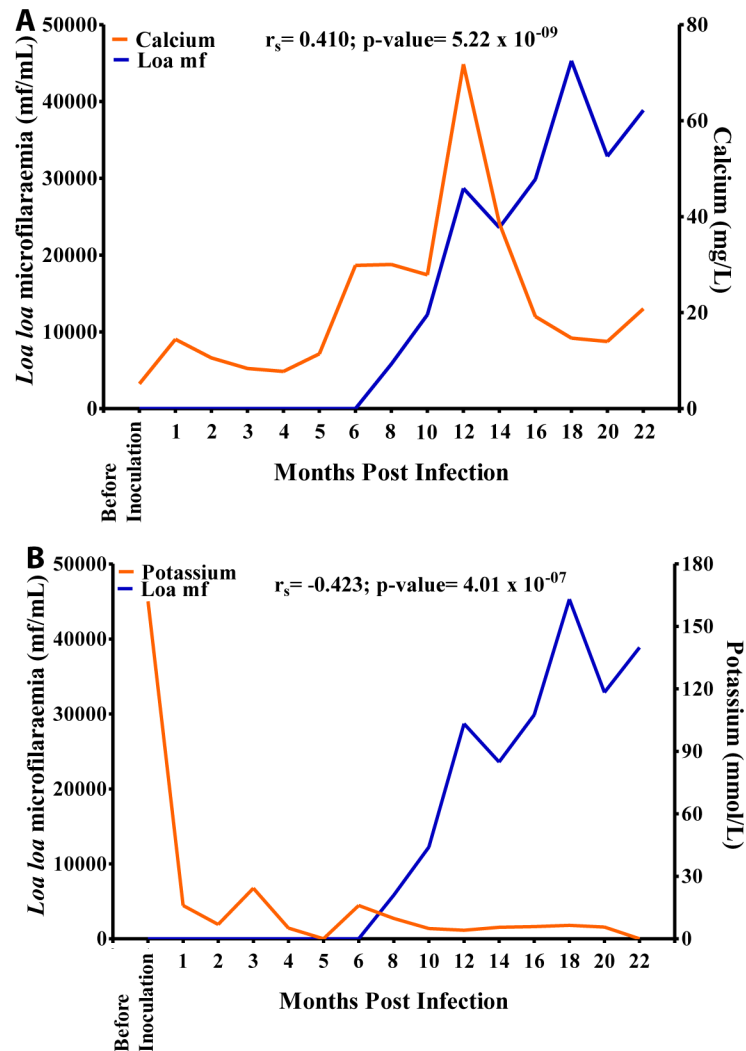 A
Calcium
Loa mf
rs= 0.410; p-value= 5.22 x 10-09
50000
40000
30000
20000
10000
0
Loa loa microfilaraemia (mf/mL)
80
60
40
20
0
Calcium (mg/L)
Before
Inoculation
1 2 3 4 5 6 8 10 12 14 16 18 20 22
Months Post Infection
B
Potassium
Loa mf
rs= -0.423; p-value= 4.01 x 10-07
50000
40000
30000
20000
10000
0
Loa loa microfilaraemia (mf/mL)
180
150
120
90
60
30
0
Potassium (mmol/L)
Before
Inoculation
1 2 3 4 5 6 8 10 12 14 16 18 20 22
Months Post Infection